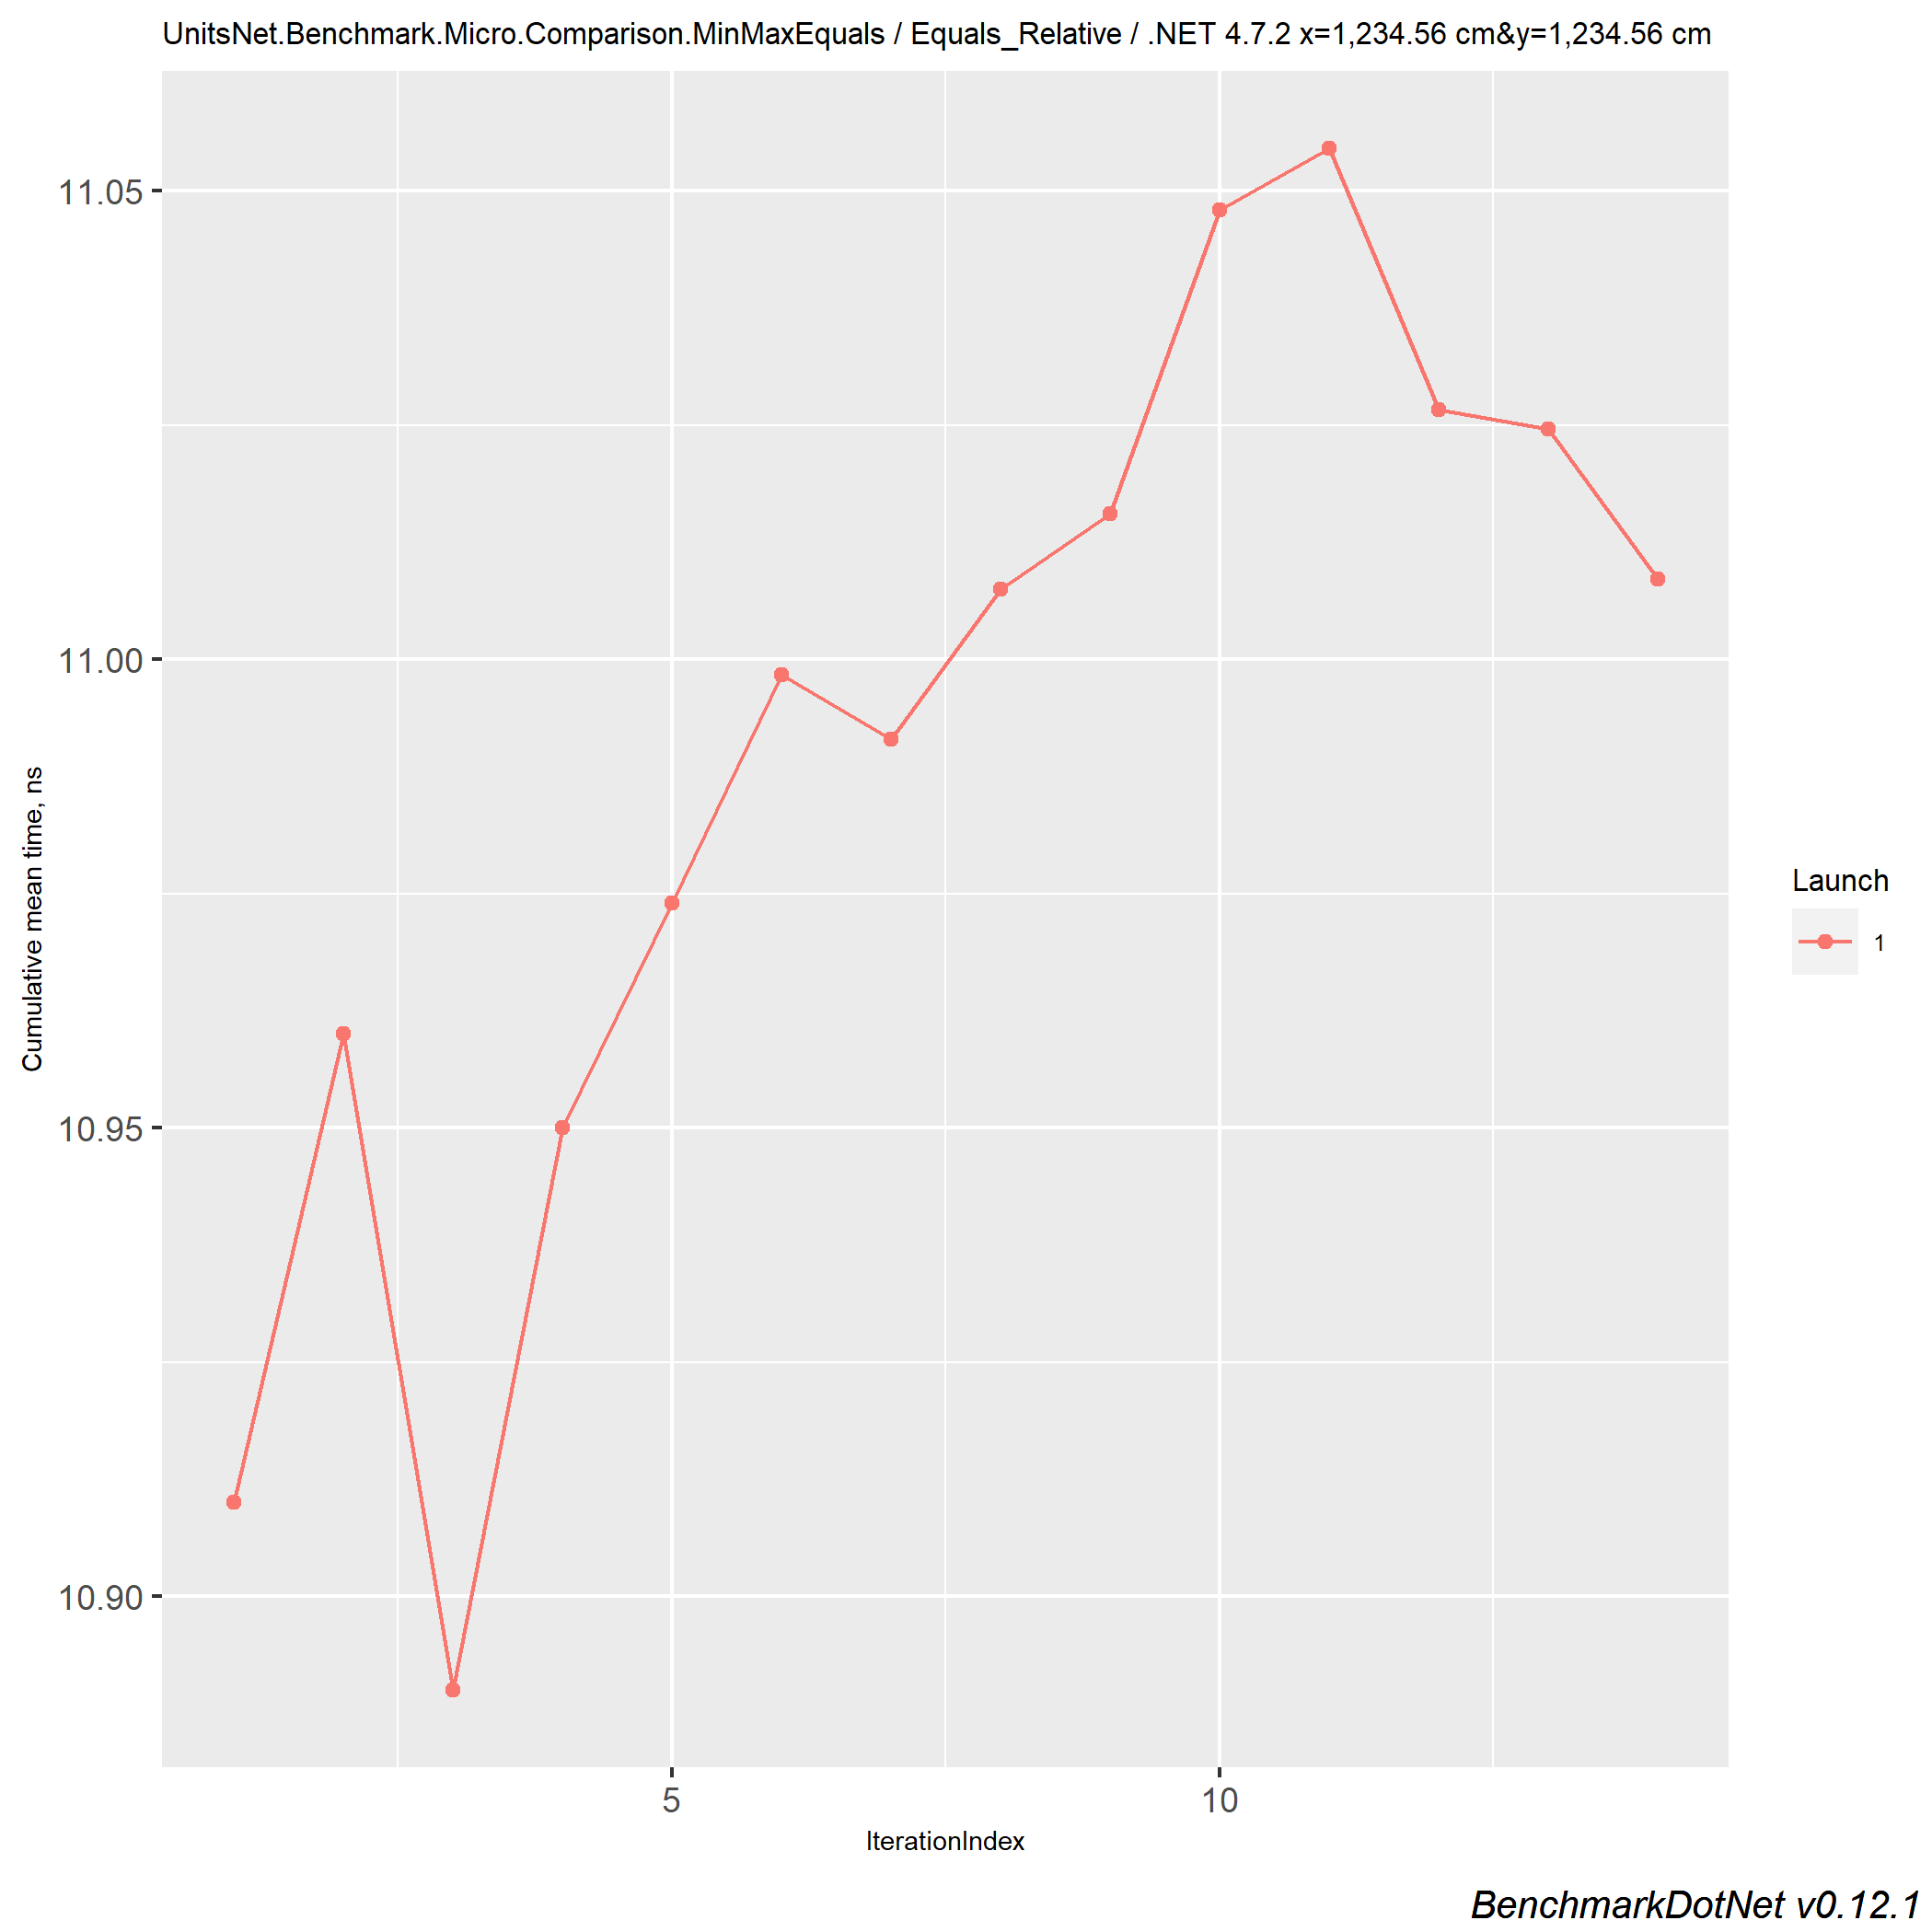 UnitsNet.Benchmark.Micro.Comparison.MinMaxEquals / Equals_Relative / .NET 4.7.2 x=1,234.56 cm&y=1,234.56 cm
11.05
11.00
10.95
10.90
Cumulative mean time, ns
5
10
IterationIndex
Launch
1
BenchmarkDotNet v0.12.1